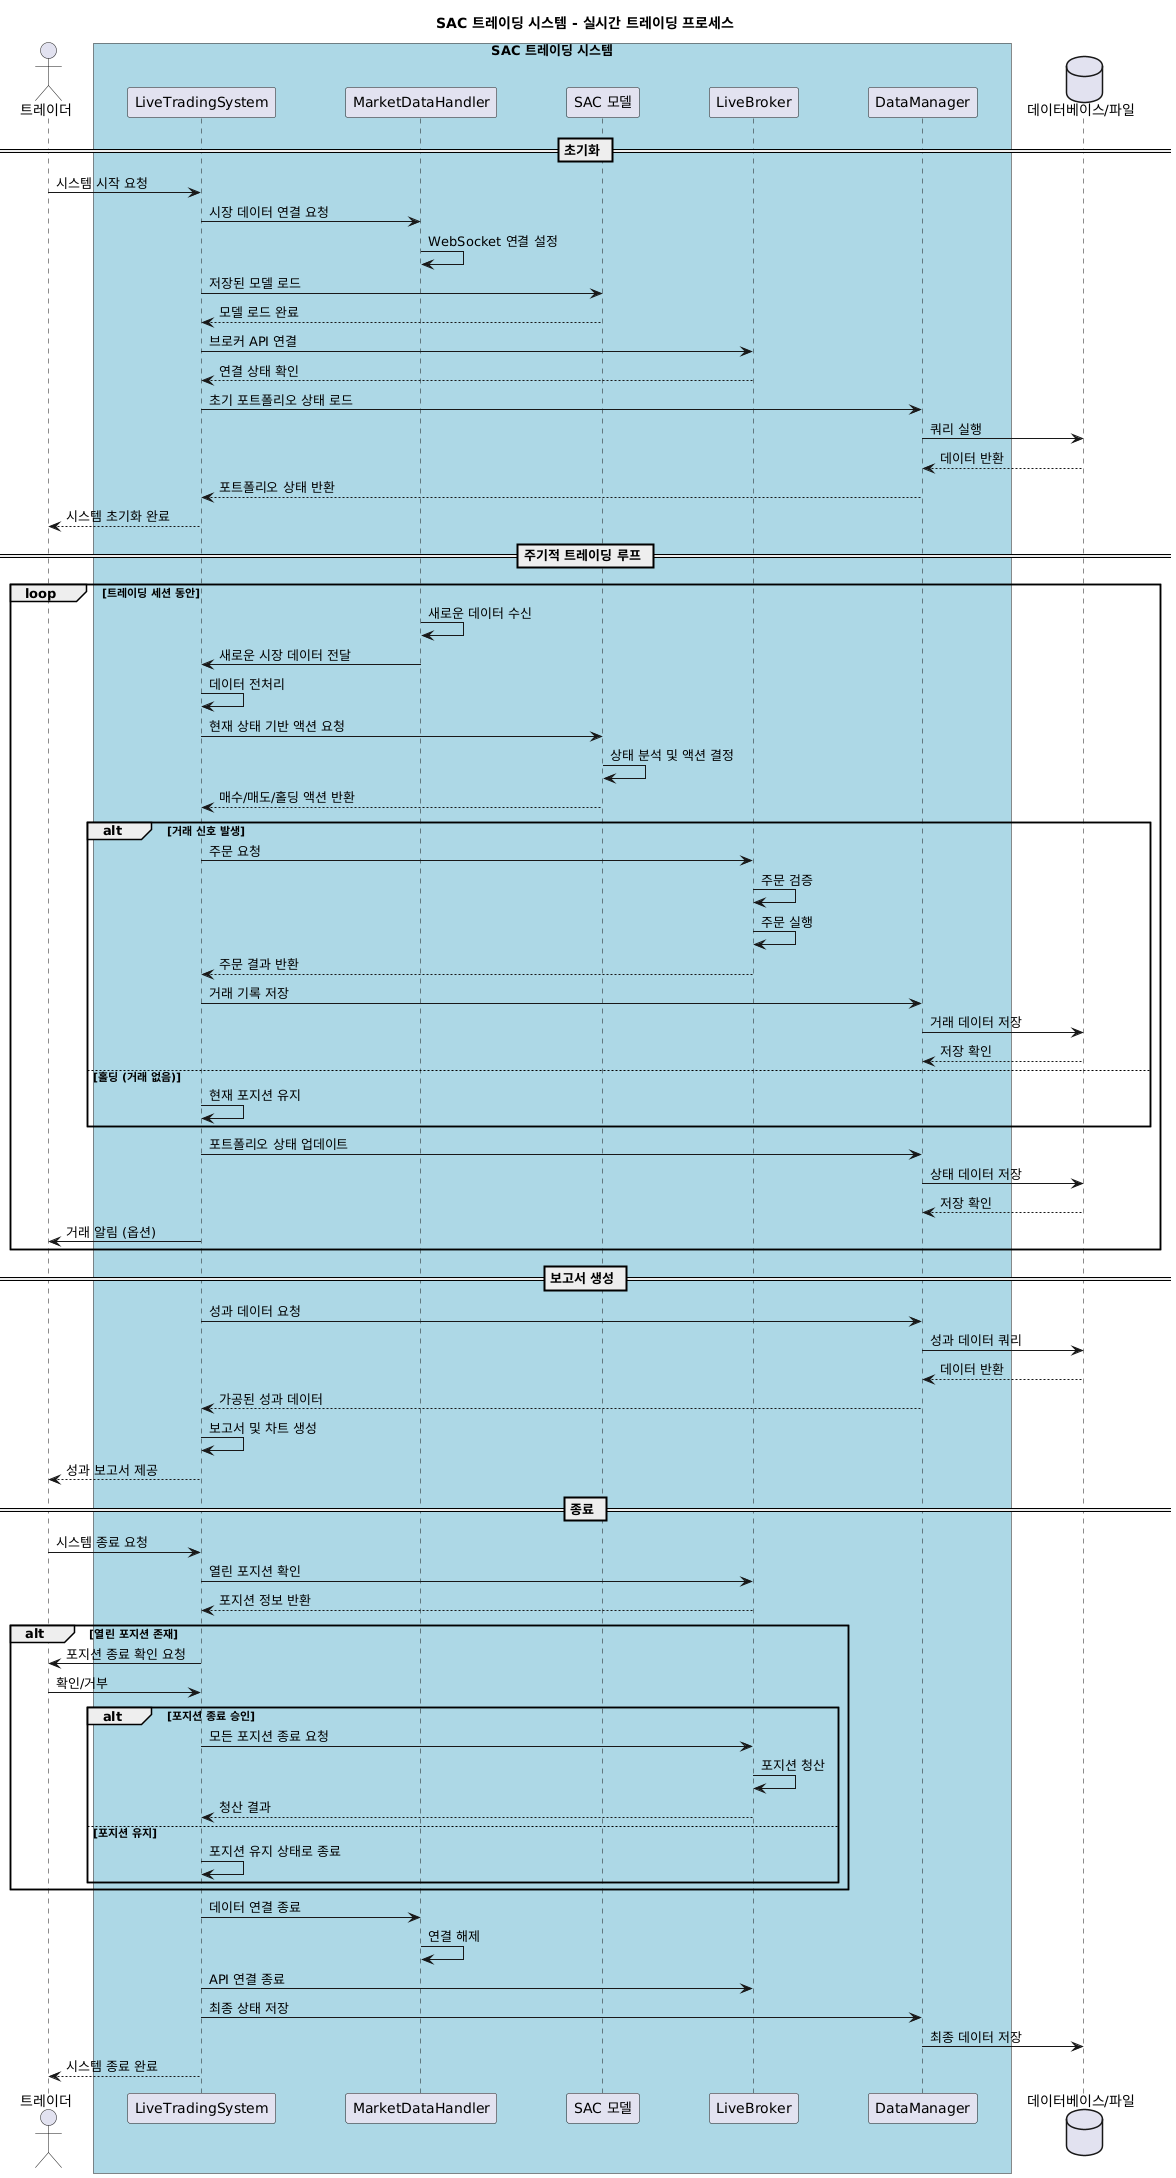 SAC 트레이딩 시스템 - 실시간 트레이딩 프로세스
SAC 트레이딩 시스템
트레이더
LiveTradingSystem
MarketDataHandler
SAC 모델
LiveBroker
DataManager
데이터베이스/파일
초기화
시스템 시작 요청
시장 데이터 연결 요청
WebSocket 연결 설정
저장된 모델 로드
모델 로드 완료
브로커 API 연결
연결 상태 확인
초기 포트폴리오 상태 로드
쿼리 실행
데이터 반환
포트폴리오 상태 반환
시스템 초기화 완료
주기적 트레이딩 루프
loop [트레이딩 세션 동안]
새로운 데이터 수신
새로운 시장 데이터 전달
데이터 전처리
현재 상태 기반 액션 요청
상태 분석 및 액션 결정
매수/매도/홀딩 액션 반환
alt [거래 신호 발생]
주문 요청
주문 검증
주문 실행
주문 결과 반환
거래 기록 저장
거래 데이터 저장
저장 확인
[홀딩 (거래 없음)]
현재 포지션 유지
포트폴리오 상태 업데이트
상태 데이터 저장
저장 확인
거래 알림 (옵션)
보고서 생성
성과 데이터 요청
성과 데이터 쿼리
데이터 반환
가공된 성과 데이터
보고서 및 차트 생성
성과 보고서 제공
종료
시스템 종료 요청
열린 포지션 확인
포지션 정보 반환
alt [열린 포지션 존재]
포지션 종료 확인 요청
확인/거부
alt [포지션 종료 승인]
모든 포지션 종료 요청
포지션 청산
청산 결과
[포지션 유지]
포지션 유지 상태로 종료
데이터 연결 종료
연결 해제
API 연결 종료
최종 상태 저장
최종 데이터 저장
시스템 종료 완료
트레이더
LiveTradingSystem
MarketDataHandler
SAC 모델
LiveBroker
DataManager
데이터베이스/파일